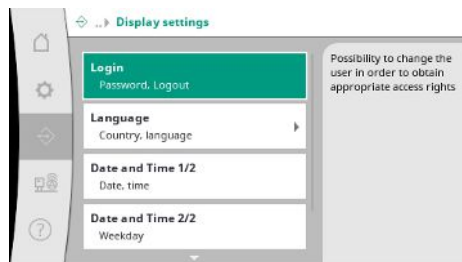 ..▸ Display settings
Login
Password, Logout
Language
Country, language
Date and Time 1/2
Date, time
Date and Time 2/2
Weekday
Possibility to change the
user in order to obtain
appropriate access rights
?